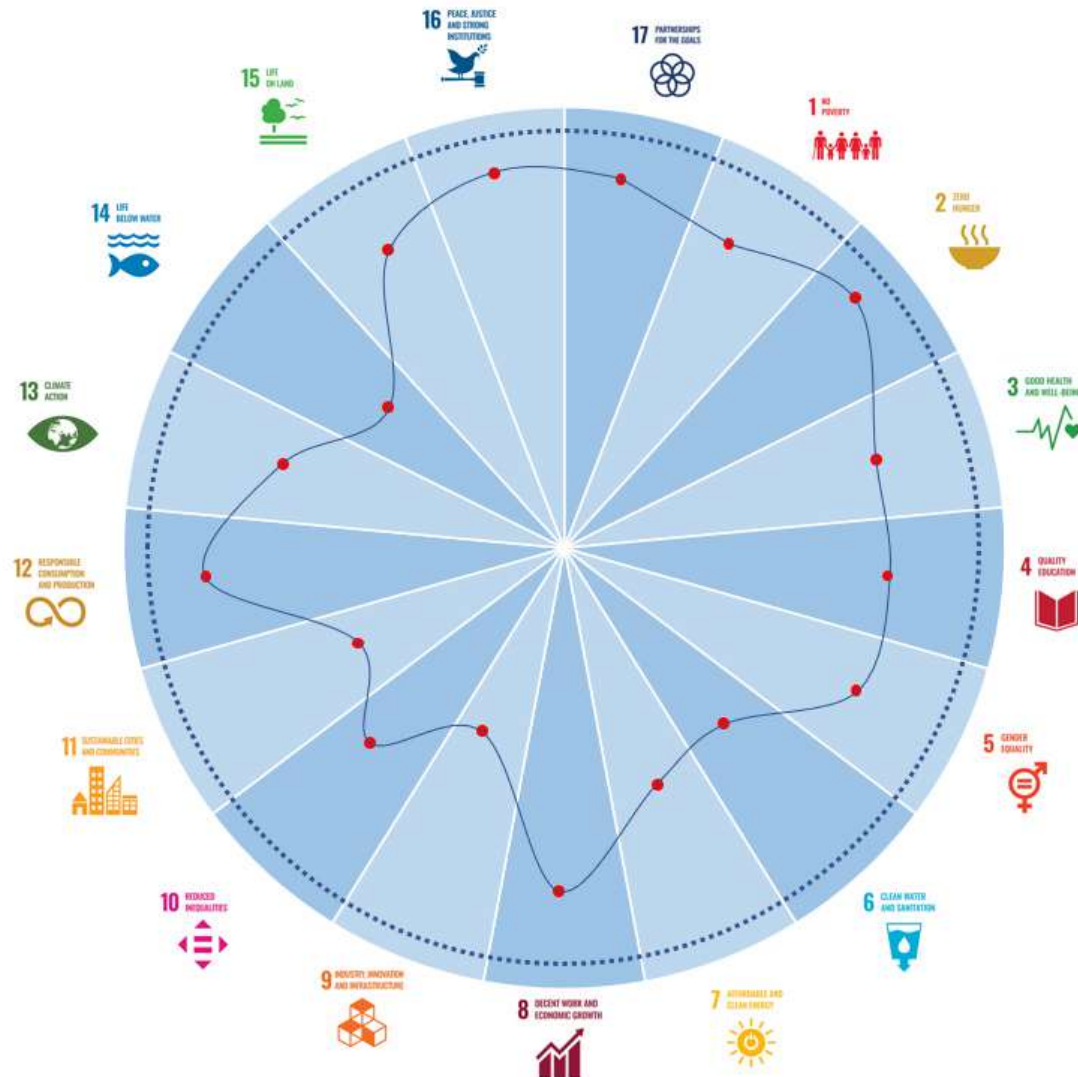 16 PEACE, JUSTICE
AND STRONG
INSTITUTIONS
17 PARTNERSHIPS
FOR THE GOALS
15 LIFE
ON LAND
1 NO
POVERTY
14 LIFE
BELOW WATER
2 ZERO
HUNGER
13 CLIMATE
ACTION
3 GOOD HEALTH
AND WELL-BEING
12 RESPONSIBLE
CONSUMPTION
AND PRODUCTION
4 QUALITY
EDUCATION
11 SUSTAINABLE CITIES
AND COMMUNITIES
5 GENDER
EQUALITY
10 REDUCED
INEQUALITIES
6 CLEAN WATER
AND SANITATION
9 INDUSTRY, INNOVATION
AND INFRASTRUCTURE
8 DECENT WORK AND
ECONOMIC GROWTH
7 AFFORDABLE AND
CLEAN ENERGY